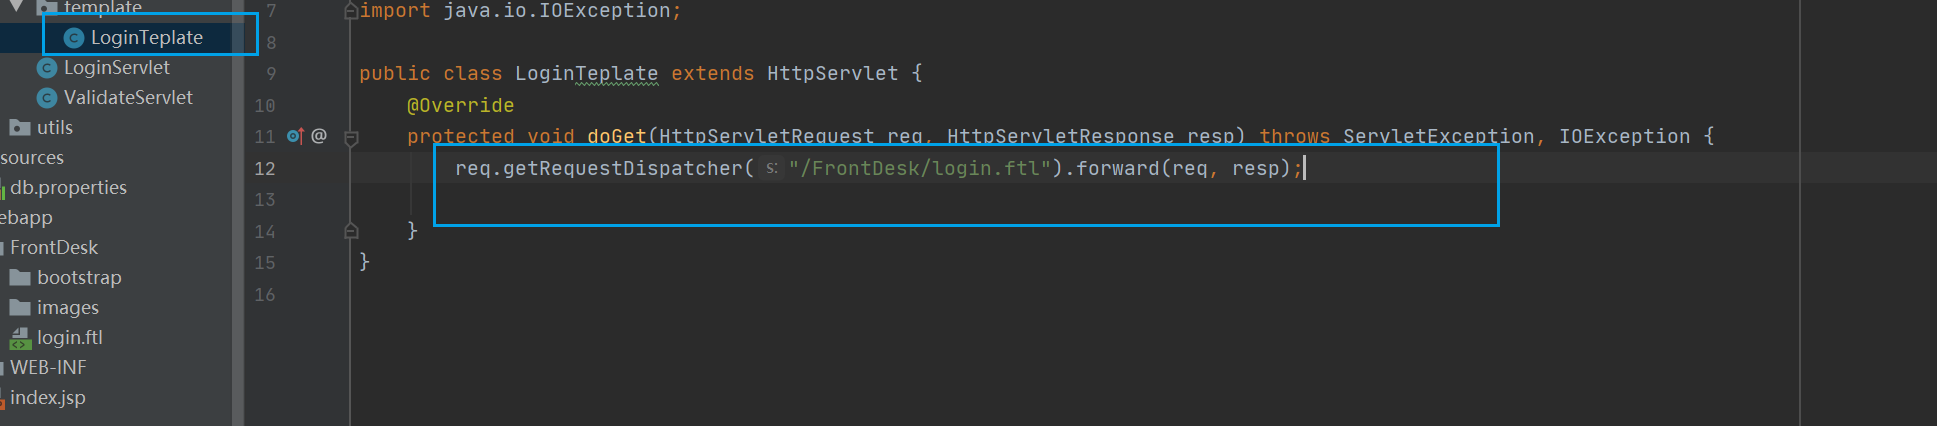 template
LoginTeplate
LoginServlet
ValidateServlet
utils
sources
db.properties
ebapp
FrontDesk
bootstrap
images
login.ftl
WEB-INF
index.jsp
7 import java.io.IOException;
8
9 public class LoginTeplate extends HttpServlet {
10 @Override
11 @ protected void doGet(HttpServletRequest req, HttpServletResponse resp) throws ServletException, IOException {
12 req.getRequestDispatcher( s: "/FrontDesk/login.ftl").forward(req, resp);
13
14 }
15 }
16